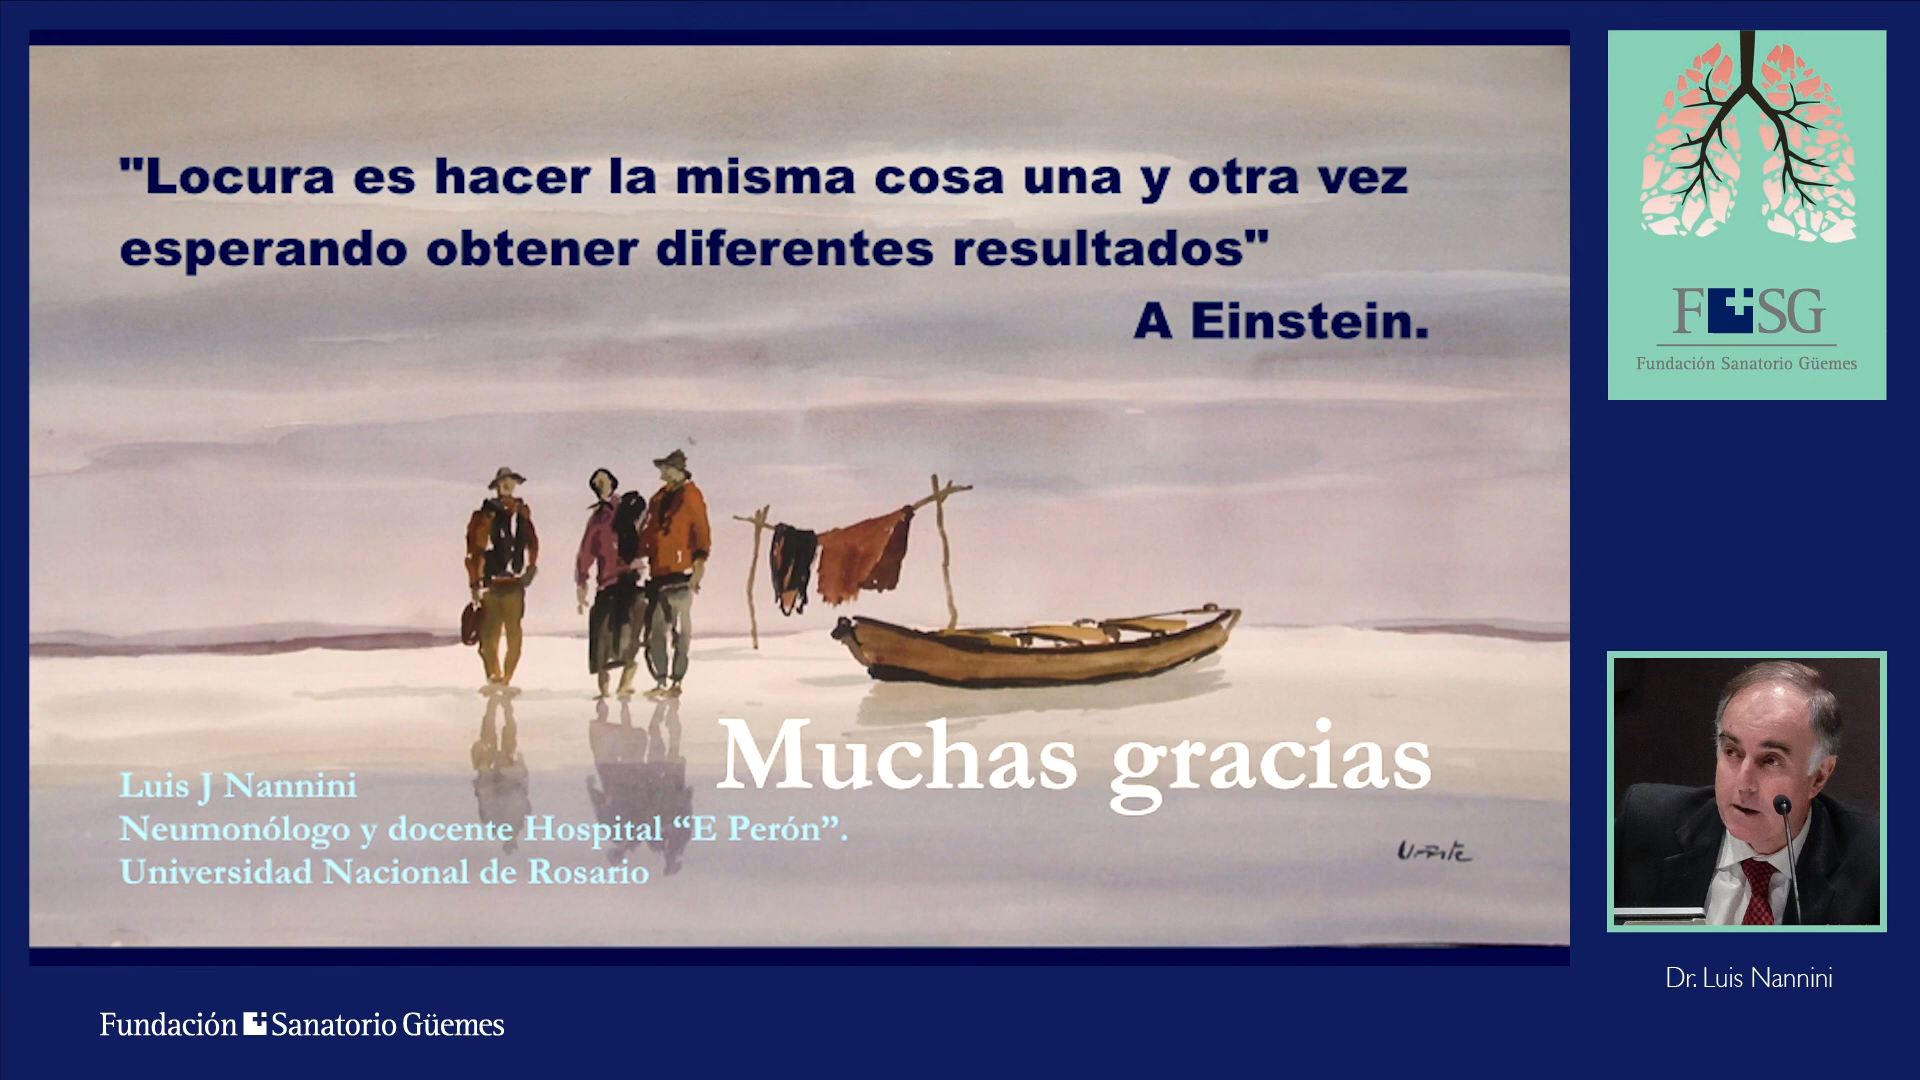 "Locura es hacer la misma cosa una y otra vez
esperando obtener diferentes resultados"
A Einstein.
Muchas gracias
Luis J Nannini
Neumonólogo y docente Hospital “E Perón”.
Universidad Nacional de Rosario
FSG
Fundación Sanatorio Güemes
Dr. Luis Nannini
Fundación Sanatorio Güemes